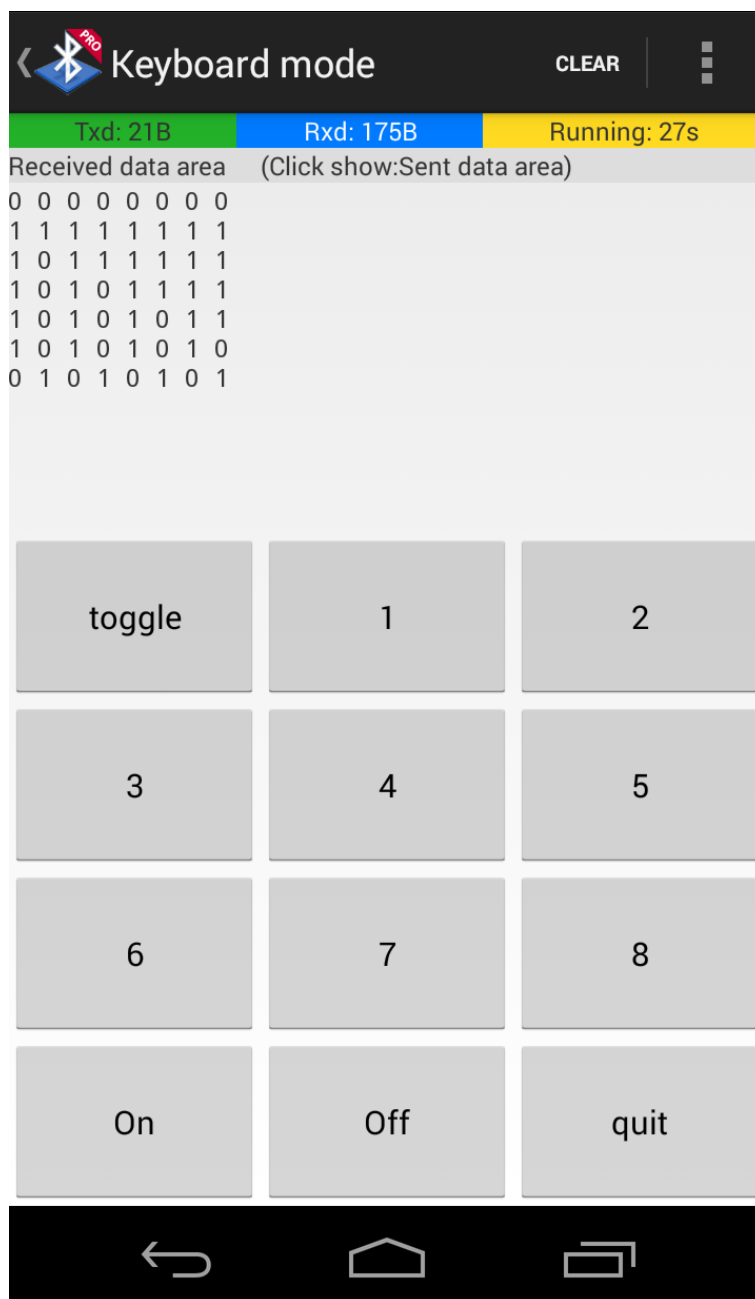 PRO
Keyboard mode CLEAR
Txd: 21B Rxd: 175B Running: 27s
Received data area (Click show:Sent data area)
0 0 0 0 0 0 0 0
1 1 1 1 1 1 1 1
1 0 1 1 1 1 1 1
1 0 1 0 1 1 1 1
1 0 1 0 1 0 1 1
1 0 1 0 1 0 1 0
0 1 0 1 0 1 0 1
toggle 1 2
3 4 5
6 7 8
On Off quit